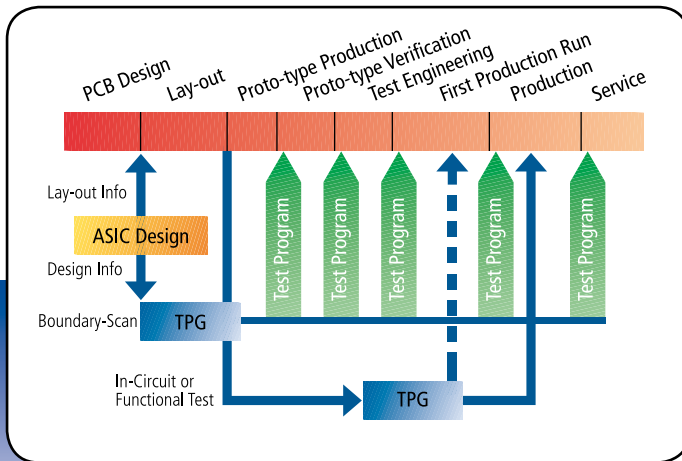 PCB Design
Lay-out
Proto-type Production
Proto-type Verification
Test Engineering
First Production Run
Production
Service
Lay-out Info
ASIC Design
Design Info
Test Program
Test Program
Test Program
Test Program
Test Program
Boundary-Scan
TPG
In-Circuit or
Functional Test
TPG